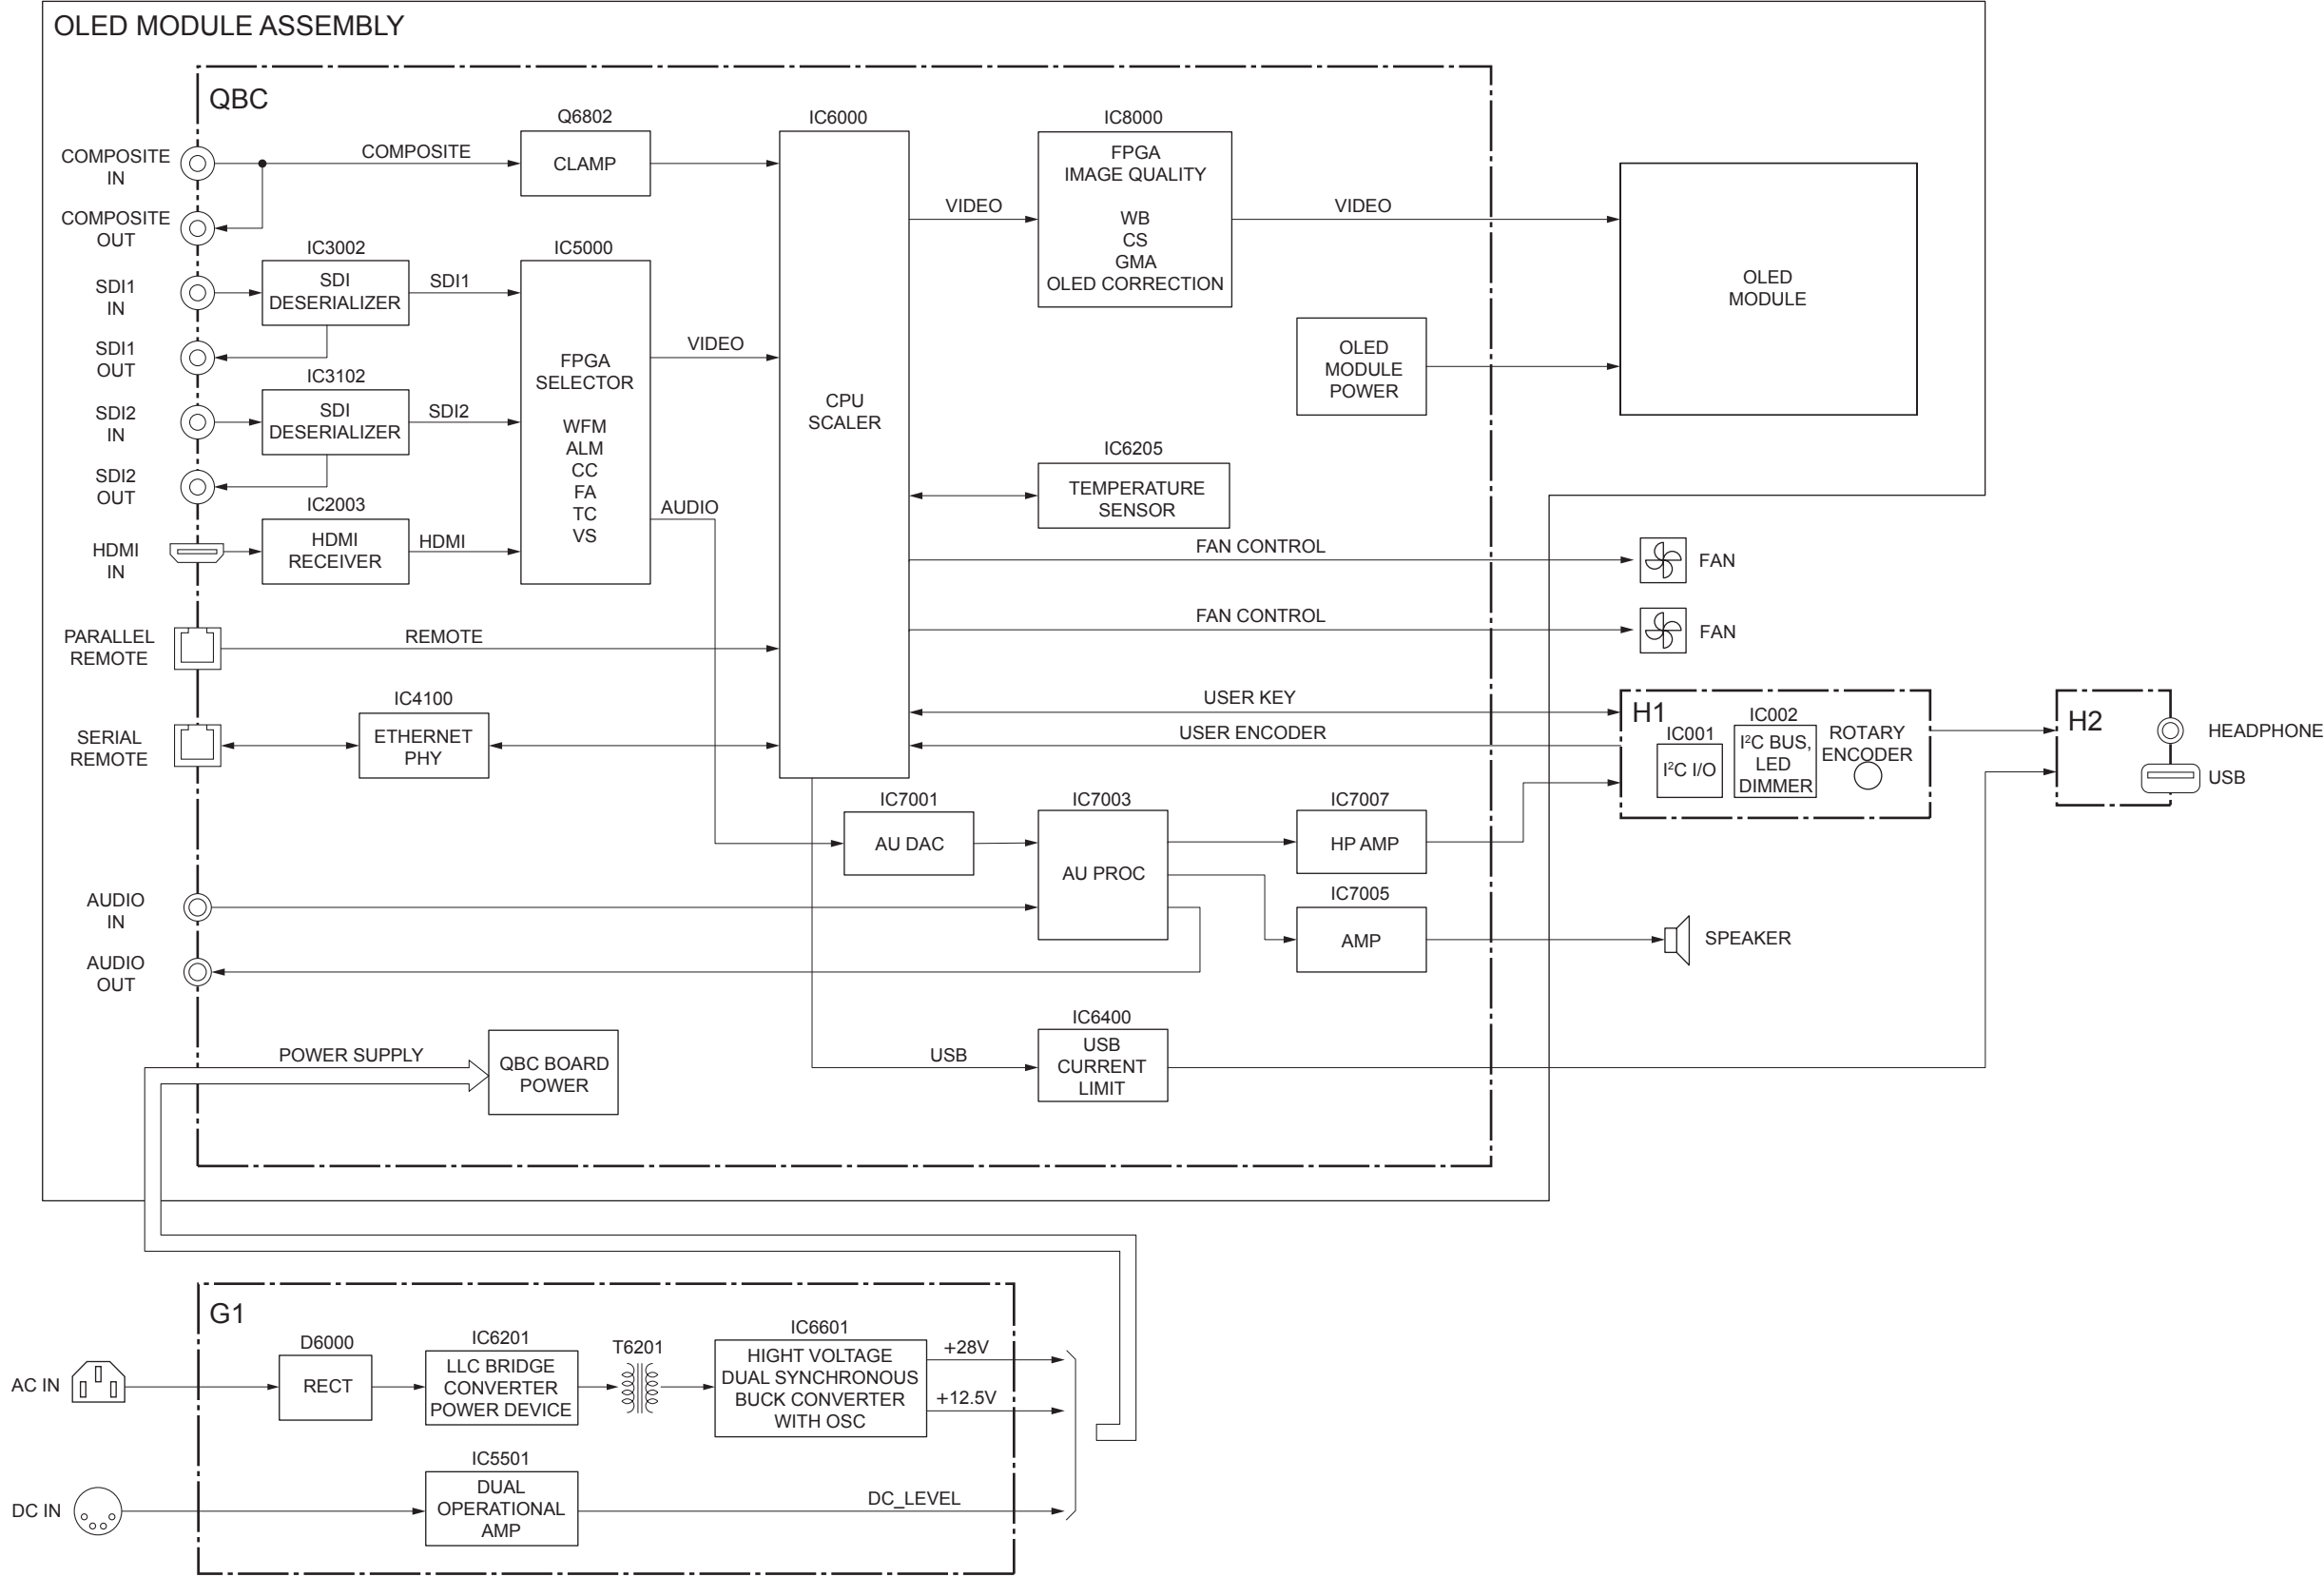 OLED MODULE ASSEMBLY
QBC
COMPOSITE
IN
COMPOSITE
Q6802
CLAMP
COMPOSITE
OUT
SDI1
IN
IC3002
SDI
DESERIALIZER
SDI1
SDI1
OUT
SDI2
IN
IC3102
SDI
DESERIALIZER
SDI2
SDI2
OUT
HDMI
IN
IC2003
HDMI
RECEIVER
HDMI
IC5000
FPGA
SELECTOR
WFM
ALM
CC
FA
TC
VS
VIDEO
AUDIO
IC6000
CPU
SCALER
VIDEO
IC8000
FPGA
IMAGE QUALITY
WB
CS
GMA
OLED CORRECTION
VIDEO
OLED
MODULE
OLED
MODULE
POWER
IC6205
TEMPERATURE
SENSOR
FAN CONTROL
FAN
FAN CONTROL
FAN
PARALLEL
REMOTE
REMOTE
SERIAL
REMOTE
IC4100
ETHERNET
PHY
USER KEY
USER ENCODER
H1
IC001
I²C I/O
IC002
I²C BUS,
LED
DIMMER
ROTARY
ENCODER
H2
HEADPHONE
USB
IC7001
AU DAC
IC7003
AU PROC
IC7007
HP AMP
IC7005
AMP
SPEAKER
AUDIO
IN
AUDIO
OUT
USB
IC6400
USB
CURRENT
LIMIT
POWER SUPPLY
QBC BOARD
POWER
G1
AC IN
D6000
RECT
IC6201
LLC BRIDGE
CONVERTER
POWER DEVICE
T6201
IC6601
HIGHT VOLTAGE
DUAL SYNCHRONOUS
BUCK CONVERTER
WITH OSC
+28V
+12.5V
DC IN
IC5501
DUAL
OPERATIONAL
AMP
DC_LEVEL